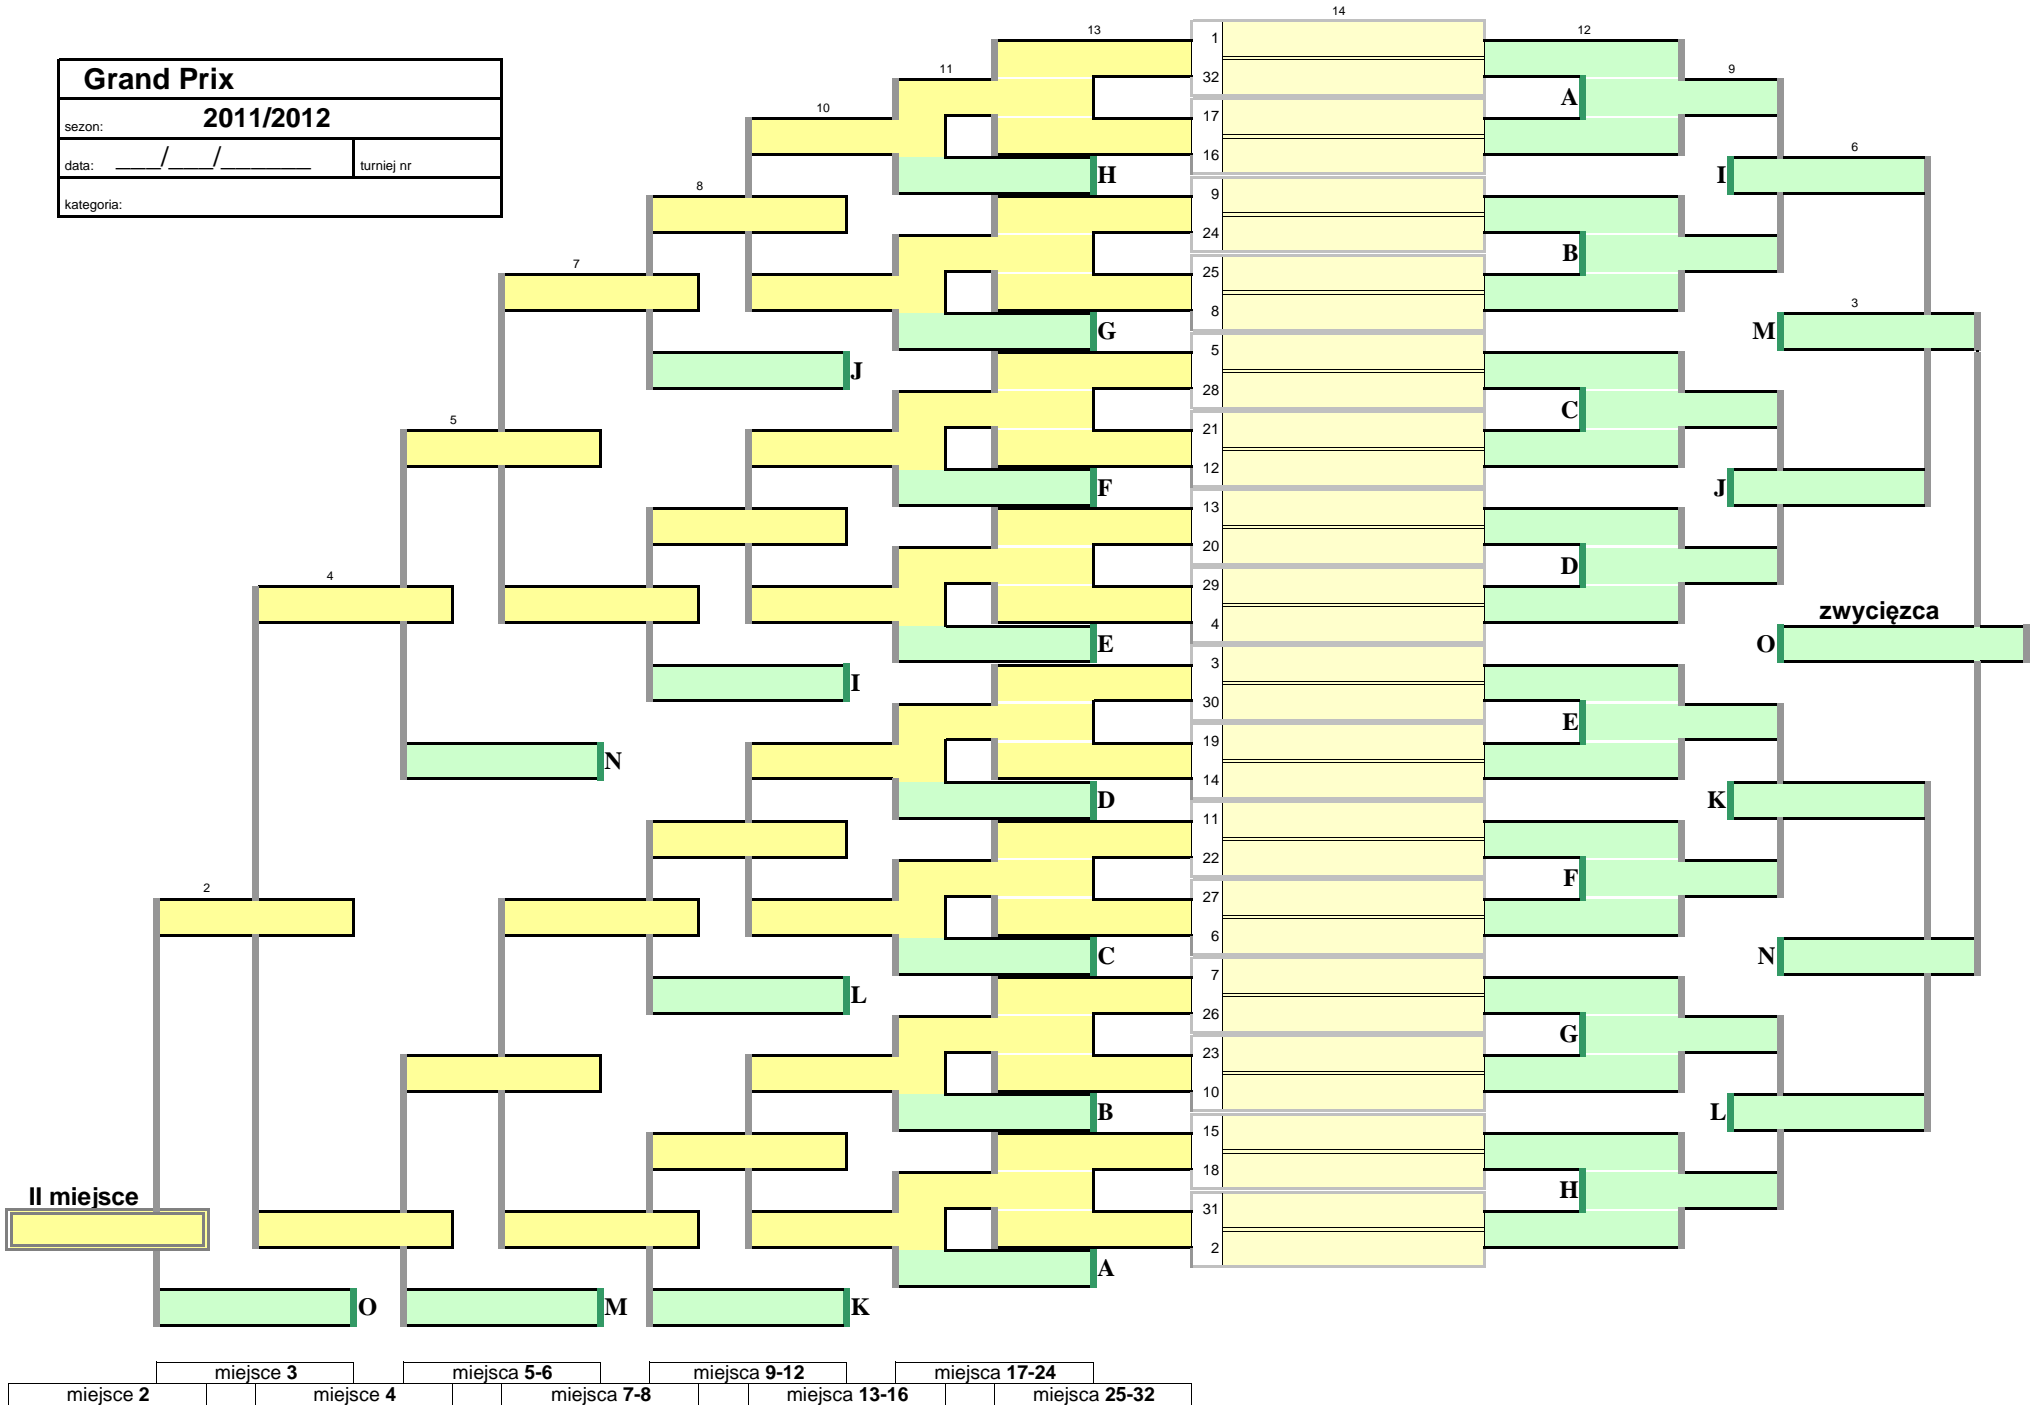 14
13
12
1
Grand Prix
11
9
32
10
A
2011/2012
sezon:
17
6
data: ____/____/________
turniej nr
16
H
I
8
9
kategoria:
24
B
7
25
3
8
G
M
5
J
28
C
5
21
12
F
J
13
20
D
4
29
zwycięzca
4
E
O
3
I
30
E
19
N
14
D
K
11
22
F
2
27
6
C
N
7
L
26
G
23
10
B
L
15
18
H
II miejsce
31
2
A
O
M
K
miejsce 3
miejsca 5-6
miejsca 9-12
miejsca 17-24
miejsce 2
miejsce 4
miejsca 7-8
miejsca 13-16
miejsca 25-32